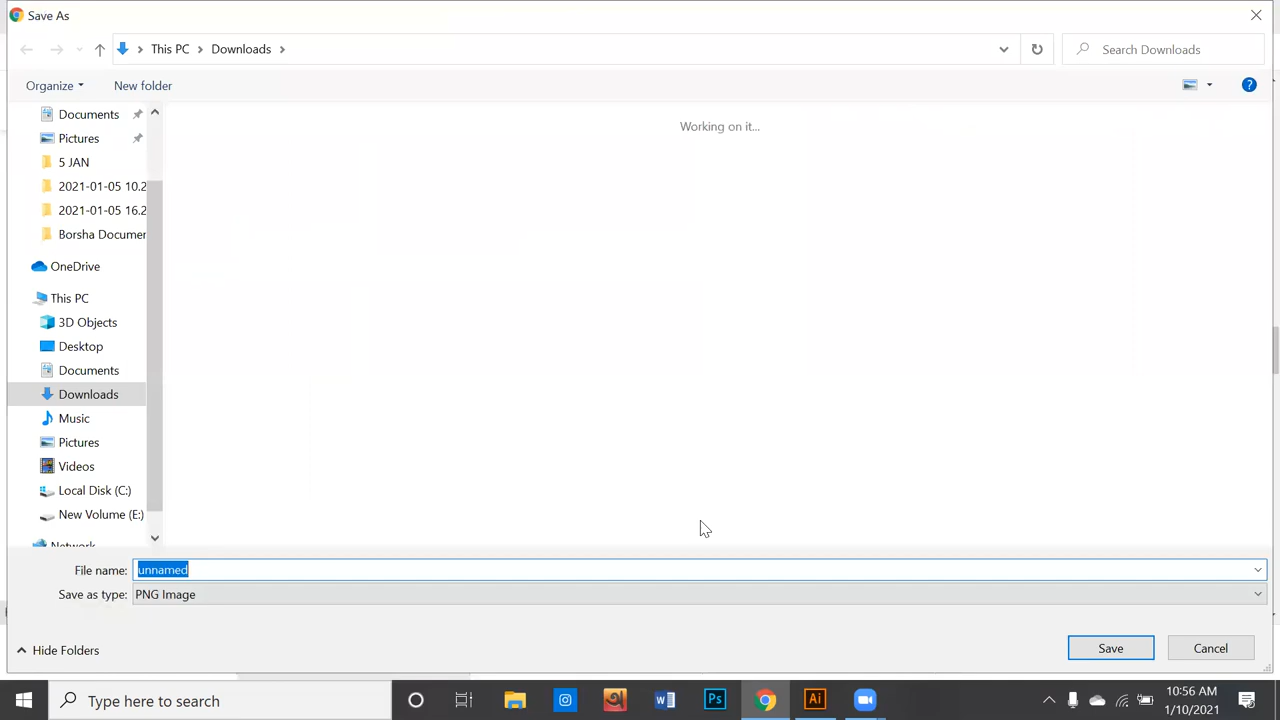 Save As
This PC
Downloads
Search Downloads
Organize
New folder
Documents
Working on it...
Pictures
5 JAN
2021-01-05 10.2
2021-01-05 16.2
Borsha Documen
OneDrive
This PC
3D Objects
Desktop
Documents
Downloads
Music
Pictures
Videos
Local Disk (C:)
New Volume (E:)
Network
File name: unnamed
Save as type: PNG Image
Hide Folders
Save
Cancel
Type here to search
W
Ps
Ai
10:56 AM
1/10/2021